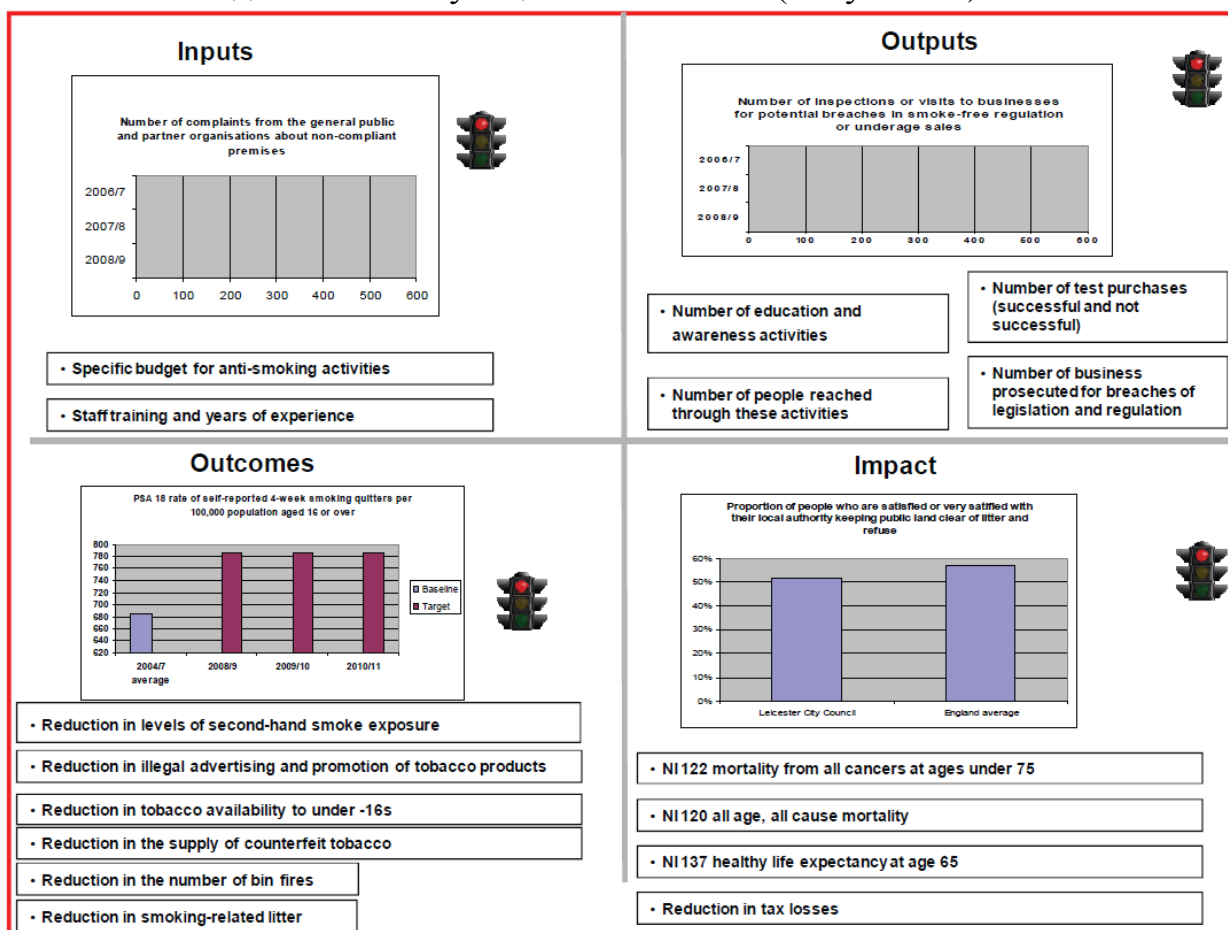 Inputs
Number of complaints from the general public
and partner organisations about non-compliant
premises
2006/7
2007/8
2008/9
0 100 200 300 400 500 600
• Specific budget for anti-smoking activities
• Staff training and years of experience
Outputs
Number of inspections or visits to businesses
for potential breaches in smoke-free regulation
or underage sales
2006/7
2007/8
2008/9
0 100 200 300 400 500 600
• Number of education and
awareness activities
• Number of people reached
through these activities
• Number of test purchases
(successful and not
successful)
• Number of business
prosecuted for breaches of
legislation and regulation
Outcomes
PSA 18 rate of self-reported 4-week smoking quitters per
100,000 population aged 16 or over
800
780
760
740
720
700
680
660
640
620
2004/7 2008/9 2009/10 2010/11
average
Baseline
Target
• Reduction in levels of second-hand smoke exposure
• Reduction in illegal advertising and promotion of tobacco products
• Reduction in tobacco availability to under -16s
• Reduction in the supply of counterfeit tobacco
• Reduction in the number of bin fires
• Reduction in smoking-related litter
Impact
Proportion of people who are satisfied or very satified with
their local authority keeping public land clear of litter and
refuse
60%
50%
40%
30%
20%
10%
0%
Leicester City Council England average
• NI122 mortality from all cancers at ages under 75
• NI120 all age, all cause mortality
• NI137 healthy life expectancy at age 65
• Reduction in tax losses